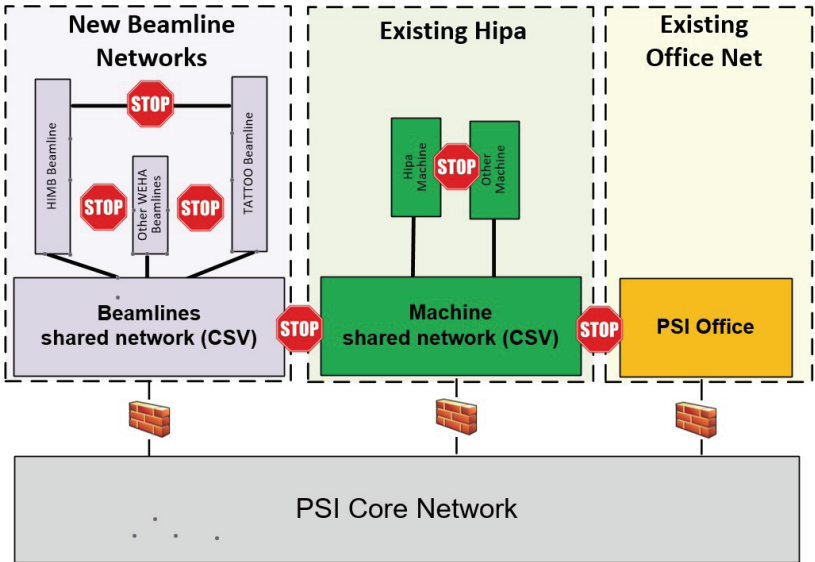 New Beamline
Networks
Existing Hipa
Existing
Office Net
STOP
HIMB Beamline
Other WEHA
Beamlines
TATTOO Beamline
STOP
STOP
Hipa
Machine
STOP
Other
Machine
Beamlines
shared network (CSV)
STOP
Machine
shared network (CSV)
STOP
PSI Office
PSI Core Network